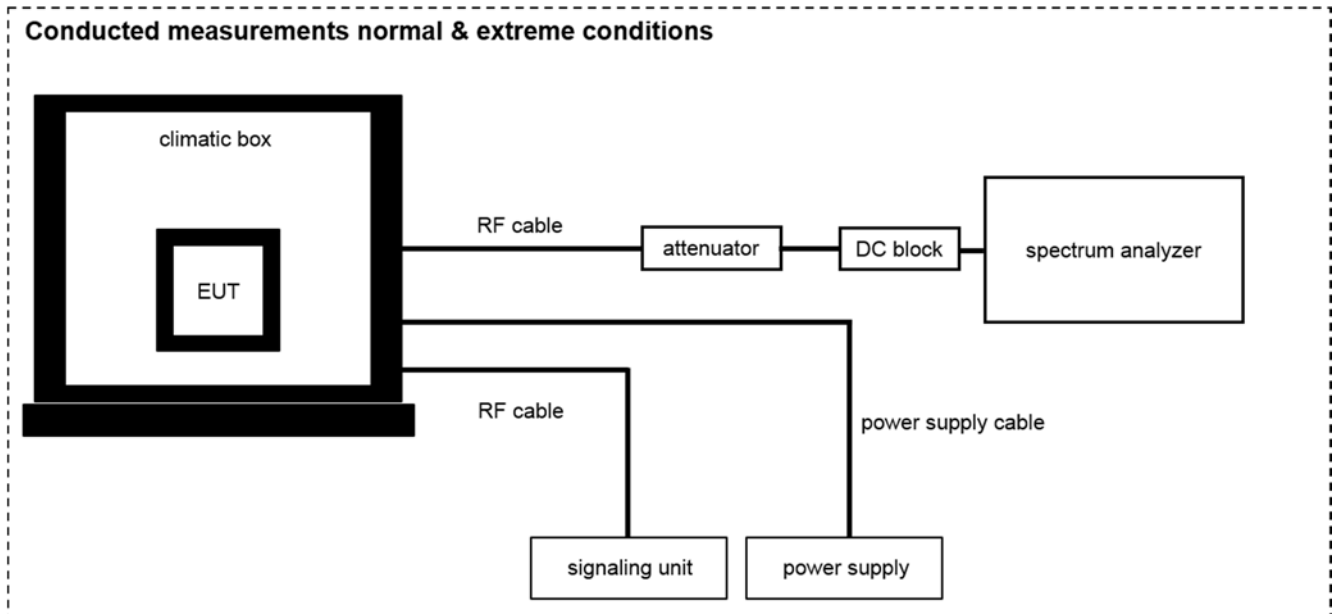 Conducted measurements normal & extreme conditions
climatic box
EUT
RF cable
attenuator
DC block
spectrum analyzer
RF cable
power supply cable
signaling unit
power supply